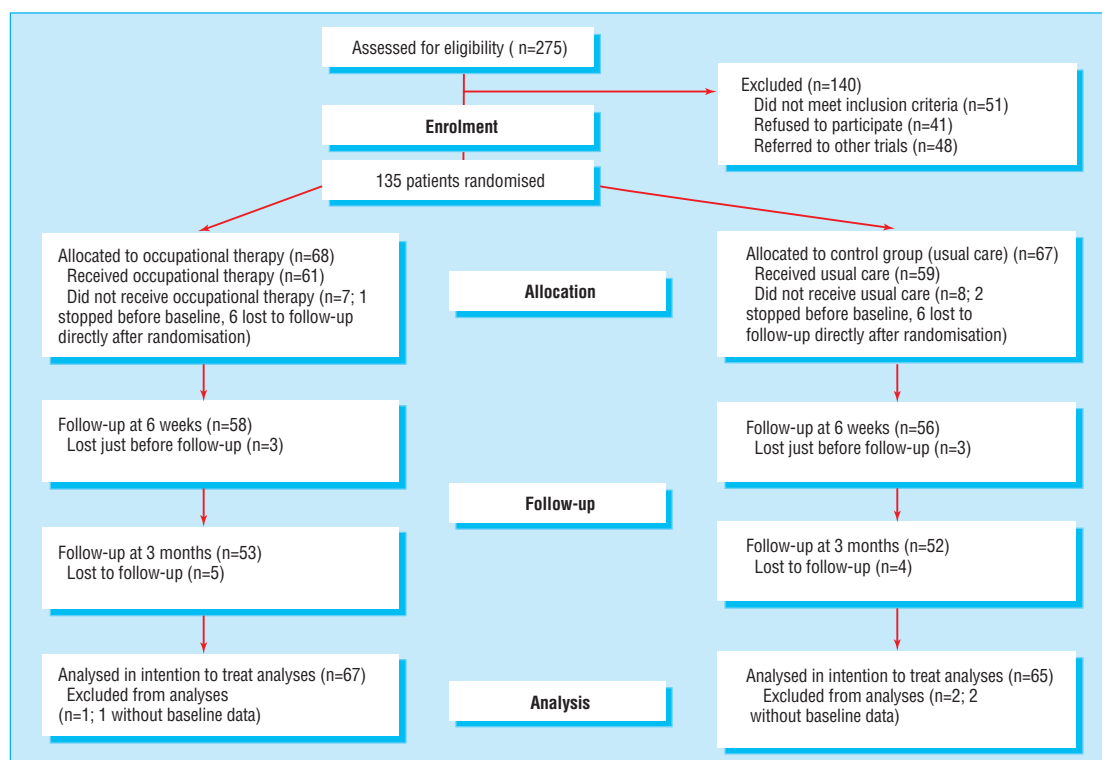 Assessed for eligibility ( n=275)
Excluded (n=140)
Did not meet inclusion criteria (n=51)
Refused to participate (n=41)
Referred to other trials (n=48)
Enrolment
135 patients randomised
Allocated to occupational therapy (n=68)
Received occupational therapy (n=61)
Did not receive occupational therapy (n=7; 1
stopped before baseline, 6 lost to follow-up
directly after randomisation)
Allocation
Allocated to control group (usual care) (n=67)
Received usual care (n=59)
Did not receive usual care (n=8; 2
stopped before baseline, 6 lost to
follow-up directly after randomisation)
Follow-up at 6 weeks (n=58)
Lost just before follow-up (n=3)
Follow-up at 6 weeks (n=56)
Lost just before follow-up (n=3)
Follow-up
Follow-up at 3 months (n=53)
Lost to follow-up (n=5)
Follow-up at 3 months (n=52)
Lost to follow-up (n=4)
Analysed in intention to treat analyses (n=67)
Excluded from analyses
(n=1; 1 without baseline data)
Analysis
Analysed in intention to treat analyses (n=65)
Excluded from analyses (n=2; 2
without baseline data)